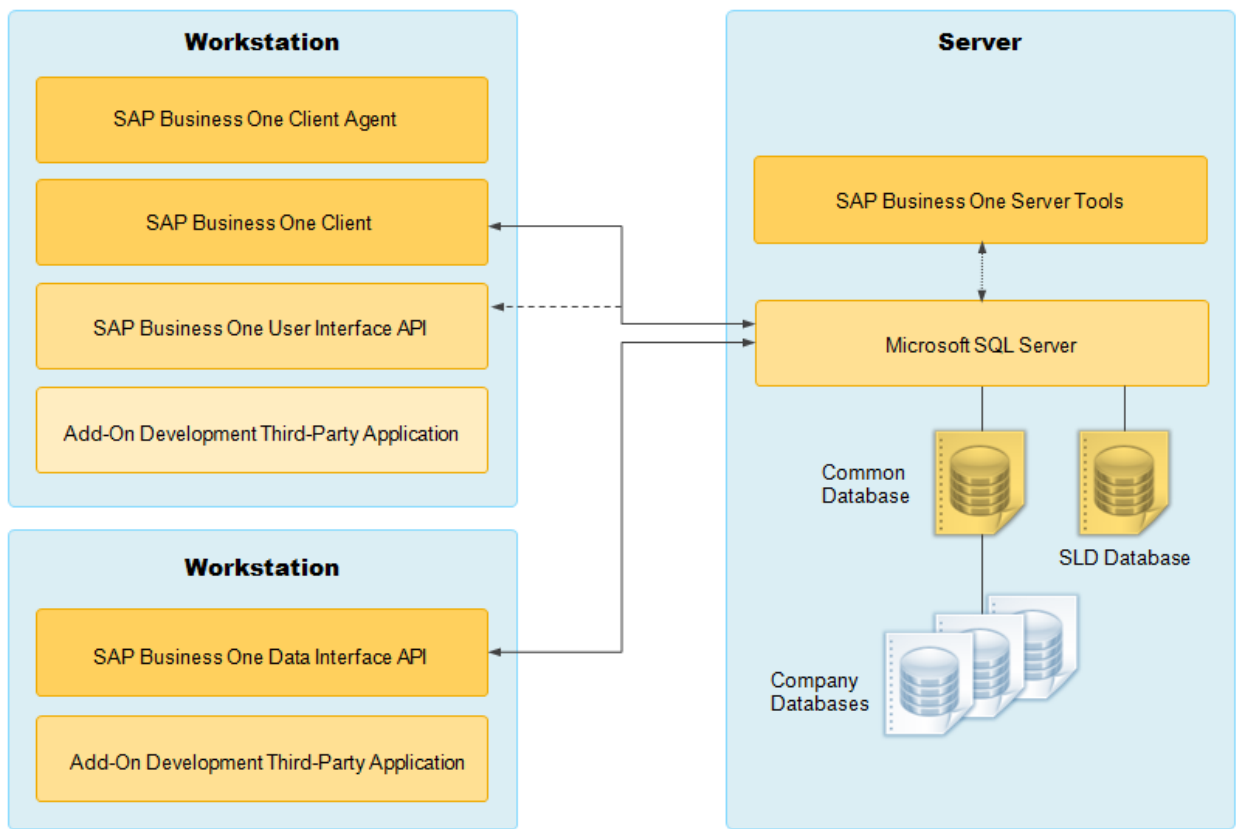 Workstation
SAP Business One Client Agent
SAP Business One Client
SAP Business One User Interface API
Add-On Development Third-Party Application
Workstation
SAP Business One Data Interface API
Add-On Development Third-Party Application
Server
SAP Business One Server Tools
Microsoft SQL Server
Common
Database
SLD Database
Company
Databases